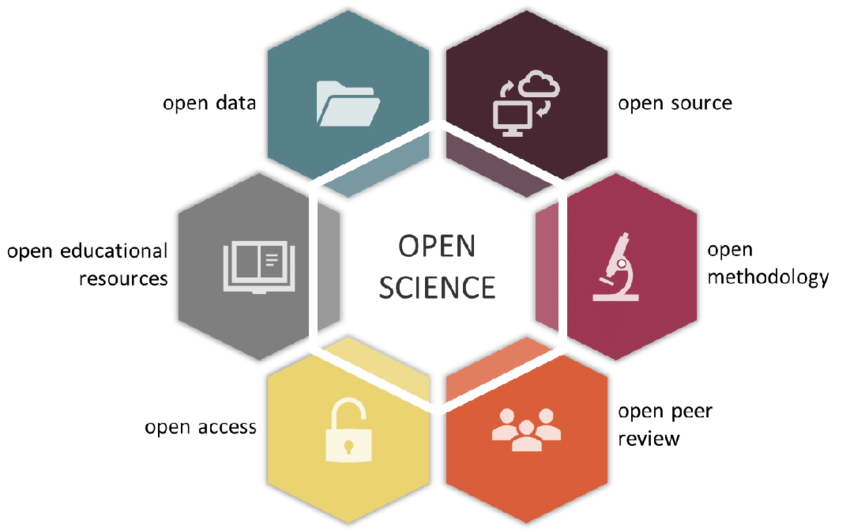 open data
open source
open educational
resources
OPEN
SCIENCE
open
methodology
open access
open peer
review